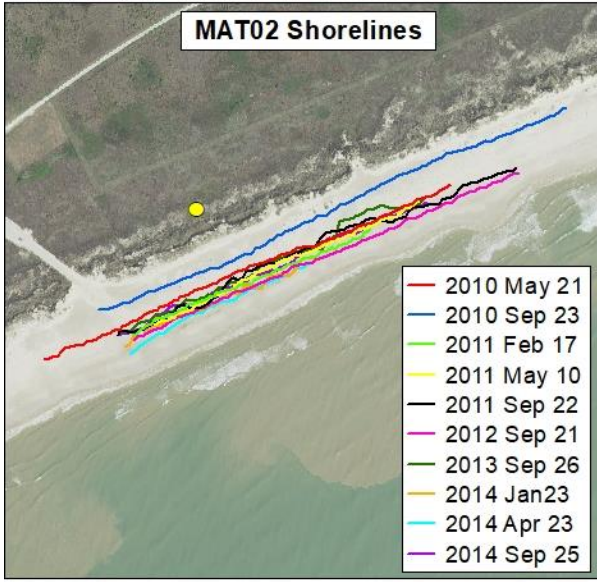 MAT02 Shorelines
2010 May 21
2010 Sep 23
2011 Feb 17
2011 May 10
2011 Sep 22
2012 Sep 21
2013 Sep 26
2014 Jan23
2014 Apr 23
2014 Sep 25